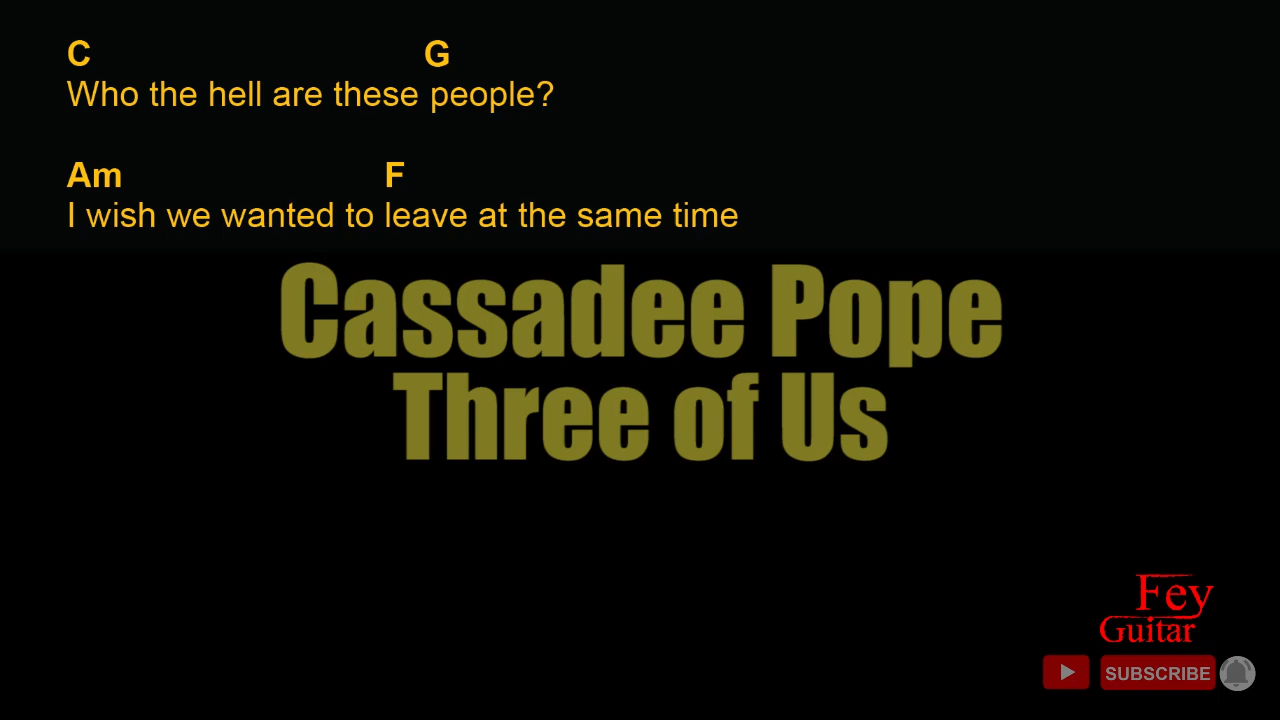 C G
Who the hell are these people?
Am F
I wish we wanted to leave at the same time
Cassadee Pope
Three of Us
Fey
Guitar
SUBSCRIBE